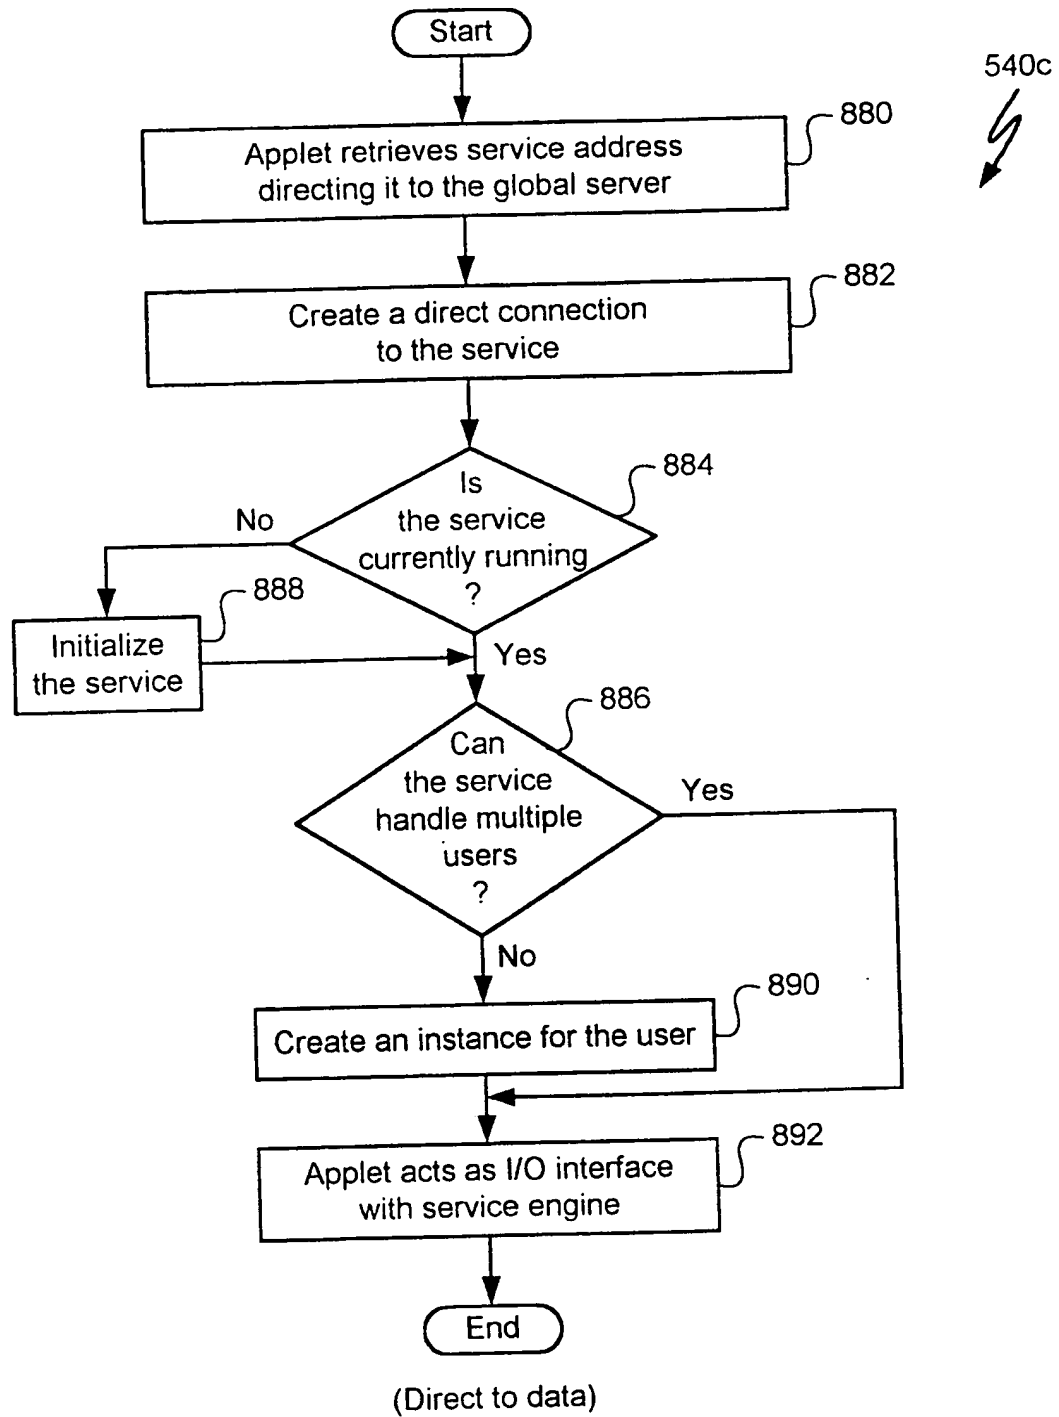 Start
540c
880
Applet retrieves service address
directing it to the global server
882
Create a direct connection
to the service
884
Is
the service
currently running
?
No
888
Initialize
the service
Yes
886
Can
the service
handle multiple
users
?
Yes
No
890
Create an instance for the user
892
Applet acts as I/O interface
with service engine
End
(Direct to data)